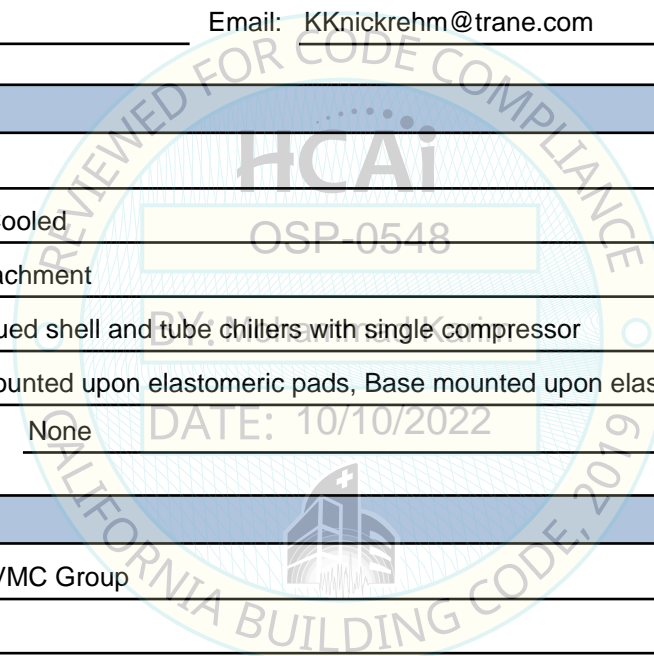 Email: KKnickrehm@trane.com
REVIEWED FOR CODE COMPLIANCE
HCAi
ooled
OSP-0548
achment
ued shell and tube chillers with single compressor
BY: Mohammad Karim
ounted upon elastomeric pads, Base mounted upon elas
None
DATE: 10/10/2022
VMC Group
CALIFORNIA BUILDING CODE, 2019